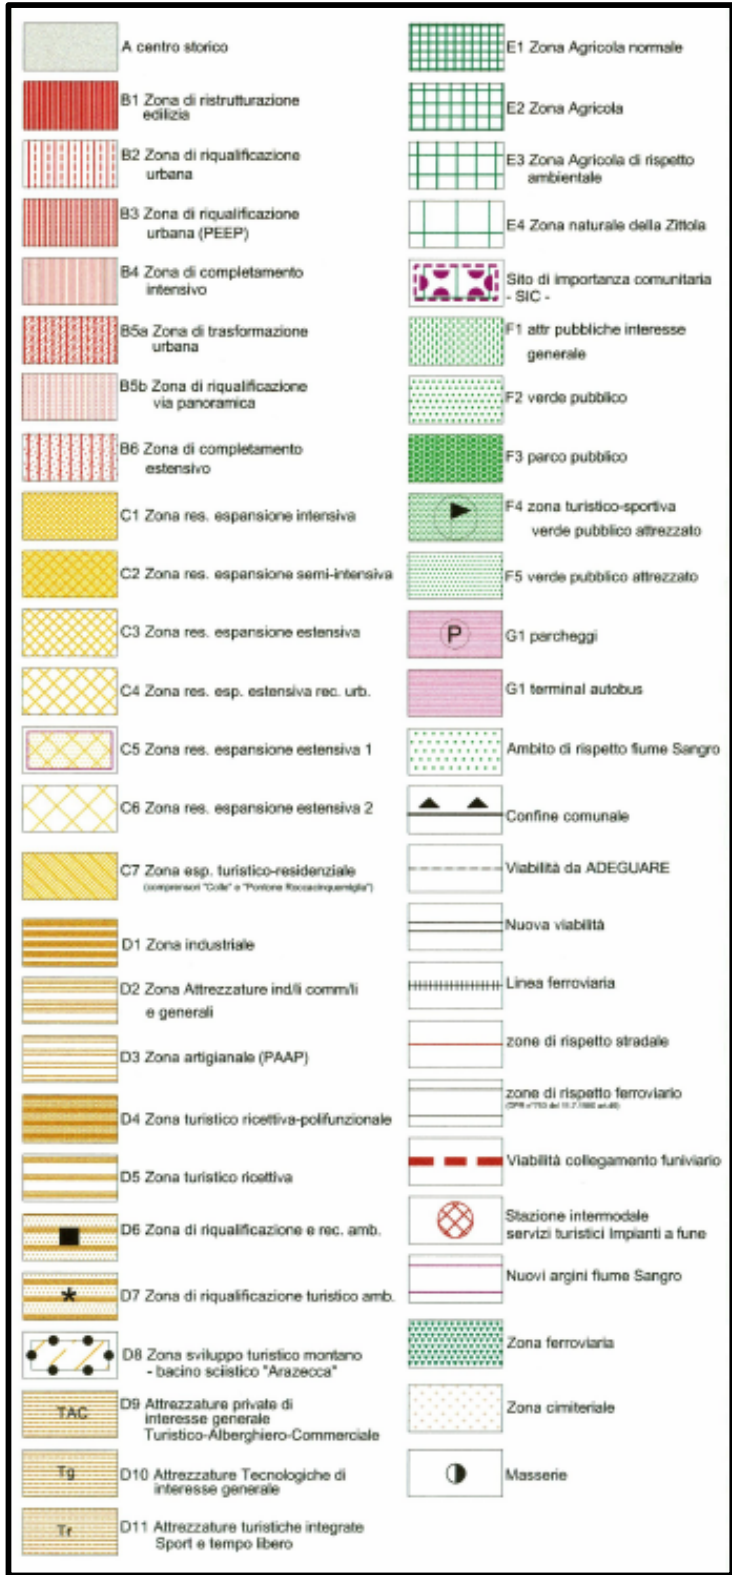 A centro storico
B1 Zona di ristrutturazione
edilizia
B2 Zona di riqualificazione
urbana
B3 Zona di riqualificazione
urbana (PEEP)
B4 Zona di completamento
intensivo
B5a Zona di trasformazione
urbana
B5b Zona di riqualificazione
via panoramica
B6 Zona di completamento
estensivo
C1 Zona res. espansione intensiva
C2 Zona res. espansione semi-intensiva
C3 Zona res. espansione estensiva
C4 Zona res. esp. estensiva rec. urb.
C5 Zona res. espansione estensiva 1
C6 Zona res. espansione estensiva 2
C7 Zona esp. turistico-residenziale
(comprensori "Colle" e "Pontone Roccacinquemiglia")
D1 Zona industriale
D2 Zona Attrezzature ind/li comm/li
e generali
D3 Zona artigianale (PAAP)
D4 Zona turistico ricettiva-polifunzionale
D5 Zona turistico ricettiva
D6 Zona di riqualificazione e rec. amb.
D7 Zona di riqualificazione turistico amb.
D8 Zona sviluppo turistico montano
- bacino sciistico "Arazecca"
TAC
D9 Attrezzature private di
interesse generale
Turistico-Alberghiero-Commerciale
Tg
D10 Attrezzature Tecnologiche di
interesse generale
Tr
D11 Attrezzature turistiche integrate
Sport e tempo libero
E1 Zona Agricola normale
E2 Zona Agricola
E3 Zona Agricola di rispetto
ambientale
E4 Zona naturale della Zittola
Sito di importanza comunitaria
- SIC -
F1 attr pubbliche interesse
generale
F2 verde pubblico
F3 parco pubblico
F4 zona turistico-sportiva
verde pubblico attrezzato
F5 verde pubblico attrezzato
P
G1 parcheggi
G1 terminal autobus
Ambito di rispetto fiume Sangro
Confine comunale
Viabilità da ADEGUARE
Nuova viabilità
Linea ferroviaria
zone di rispetto stradale
zone di rispetto ferroviario
(DPR n°753 del 11.7.1980 art.49)
Viabilità collegamento funiviario
Stazione intermodale
servizi turistici Impianti a fune
Nuovi argini fiume Sangro
Zona ferroviaria
Zona cimiteriale
Masserie